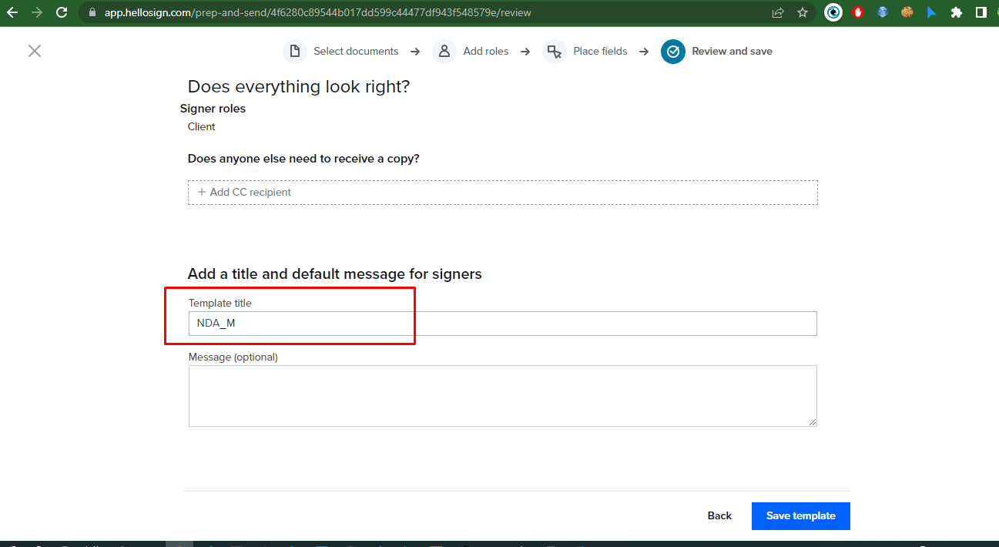 app.hellosign.com/prep-and-send/4f6280c89544b017dd599c44477df943f548579e/review
Select documents Add roles Place fields Review and save
Does everything look right?
Signer roles
Client
Does anyone else need to receive a copy?
+ Add CC recipient
Add a title and default message for signers
Template title
NDA_M
Message (optional)
Back Save template